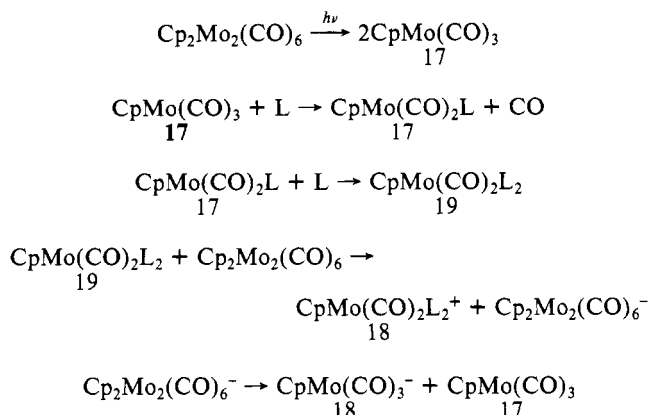 Cp₂Mo₂(CO)₆ —hν→ 2CpMo(CO)₃
17
CpMo(CO)₃ + L → CpMo(CO)₂L + CO
17 17
CpMo(CO)₂L + L → CpMo(CO)₂L₂
17 19
CpMo(CO)₂L₂ + Cp₂Mo₂(CO)₆ →
19
CpMo(CO)₂L₂⁺ + Cp₂Mo₂(CO)₆⁻
18
Cp₂Mo₂(CO)₆⁻ → CpMo(CO)₃⁻ + CpMo(CO)₃
18 17